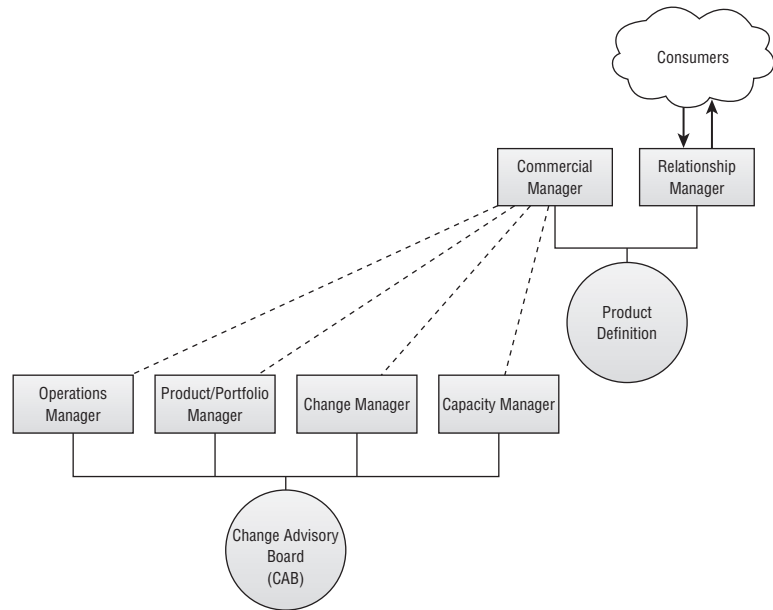 Consumers
Commercial
Manager
Relationship
Manager
Product
Definition
Operations
Manager
Product/Portfolio
Manager
Change Manager
Capacity Manager
Change Advisory
Board
(CAB)